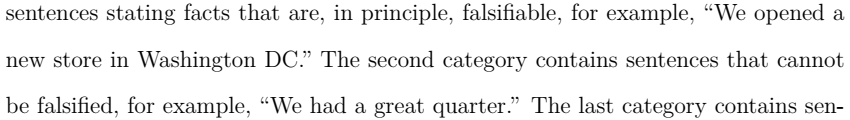 sentences stating facts that are, in principle, falsifiable, for example, “We opened a
new store in Washington DC.” The second category contains sentences that cannot
be falsified, for example, “We had a great quarter.” The last category contains sen-